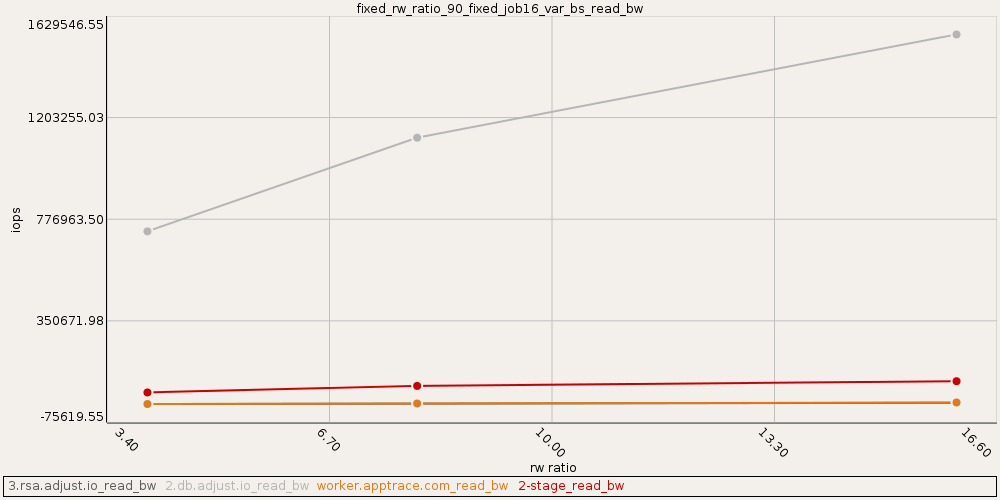 fixed_rw_ratio_90_fixed_job16_var_bs_read_bw
1629546.55
1203255.03
776963.50
350671.98
-75619.55
iops
3.40
6.70
10.00
13.30
16.60
rw ratio
3.rsa.adjust.io_read_bw 2.db.adjust.io_read_bw worker.apptrace.com_read_bw 2-stage_read_bw